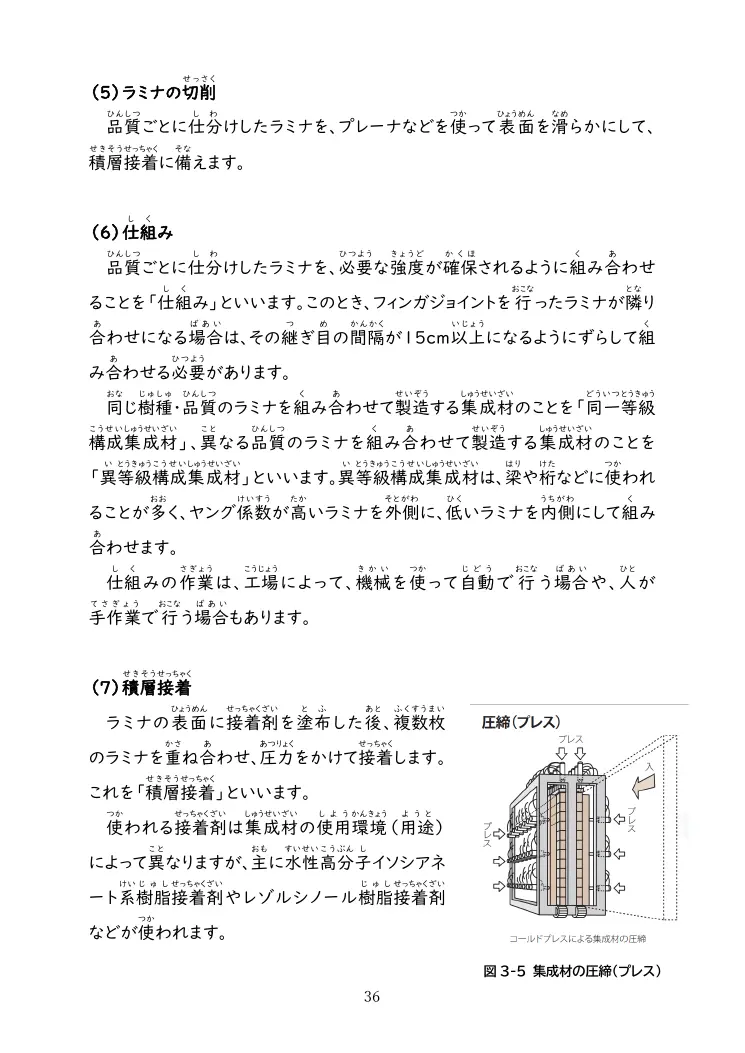 （5）ラミナの切削
品質ごとに仕分けしたラミナを、プレーナなどを使って表面を滑らかにして、
積層接着に備えます。
（6）仕組み
品質ごとに仕分けしたラミナを、必要な強度が確保されるように組み合わせ
ることを「仕組み」といいます。このとき、フィンガジョイントを行ったラミナが隣り
合わせになる場合は、その継ぎ目の間隔が15cm以上になるようにずらして組
み合わせる必要があります。
同じ樹種・品質のラミナを組み合わせて製造する集成材のことを「同一等級
構成集成材」、異なる品質のラミナを組み合わせて製造する集成材のことを
「異等級構成集成材」といいます。異等級構成集成材は、梁や桁などに使われ
ることが多く、ヤング係数が高いラミナを外側に、低いラミナを内側にして組み
合わせます。
仕組みの作業は、工場によって、機械を使って自動で行う場合や、人が
手作業で行う場合もあります。
（7）積層接着
ラミナの表面に接着剤を塗布した後、複数枚
のラミナを重ね合わせ、圧力をかけて接着します。
これを「積層接着」といいます。
使われる接着剤は集成材の使用環境（用途）
によって異なりますが、主に水性高分子イソシアネ
ート系樹脂接着剤やレゾルシノール樹脂接着剤
などが使われます。
圧締（プレス）
プレス
入
プレス
プレス
コールドプレスによる集成材の圧締
図3-5 集成材の圧締（プレス）
36